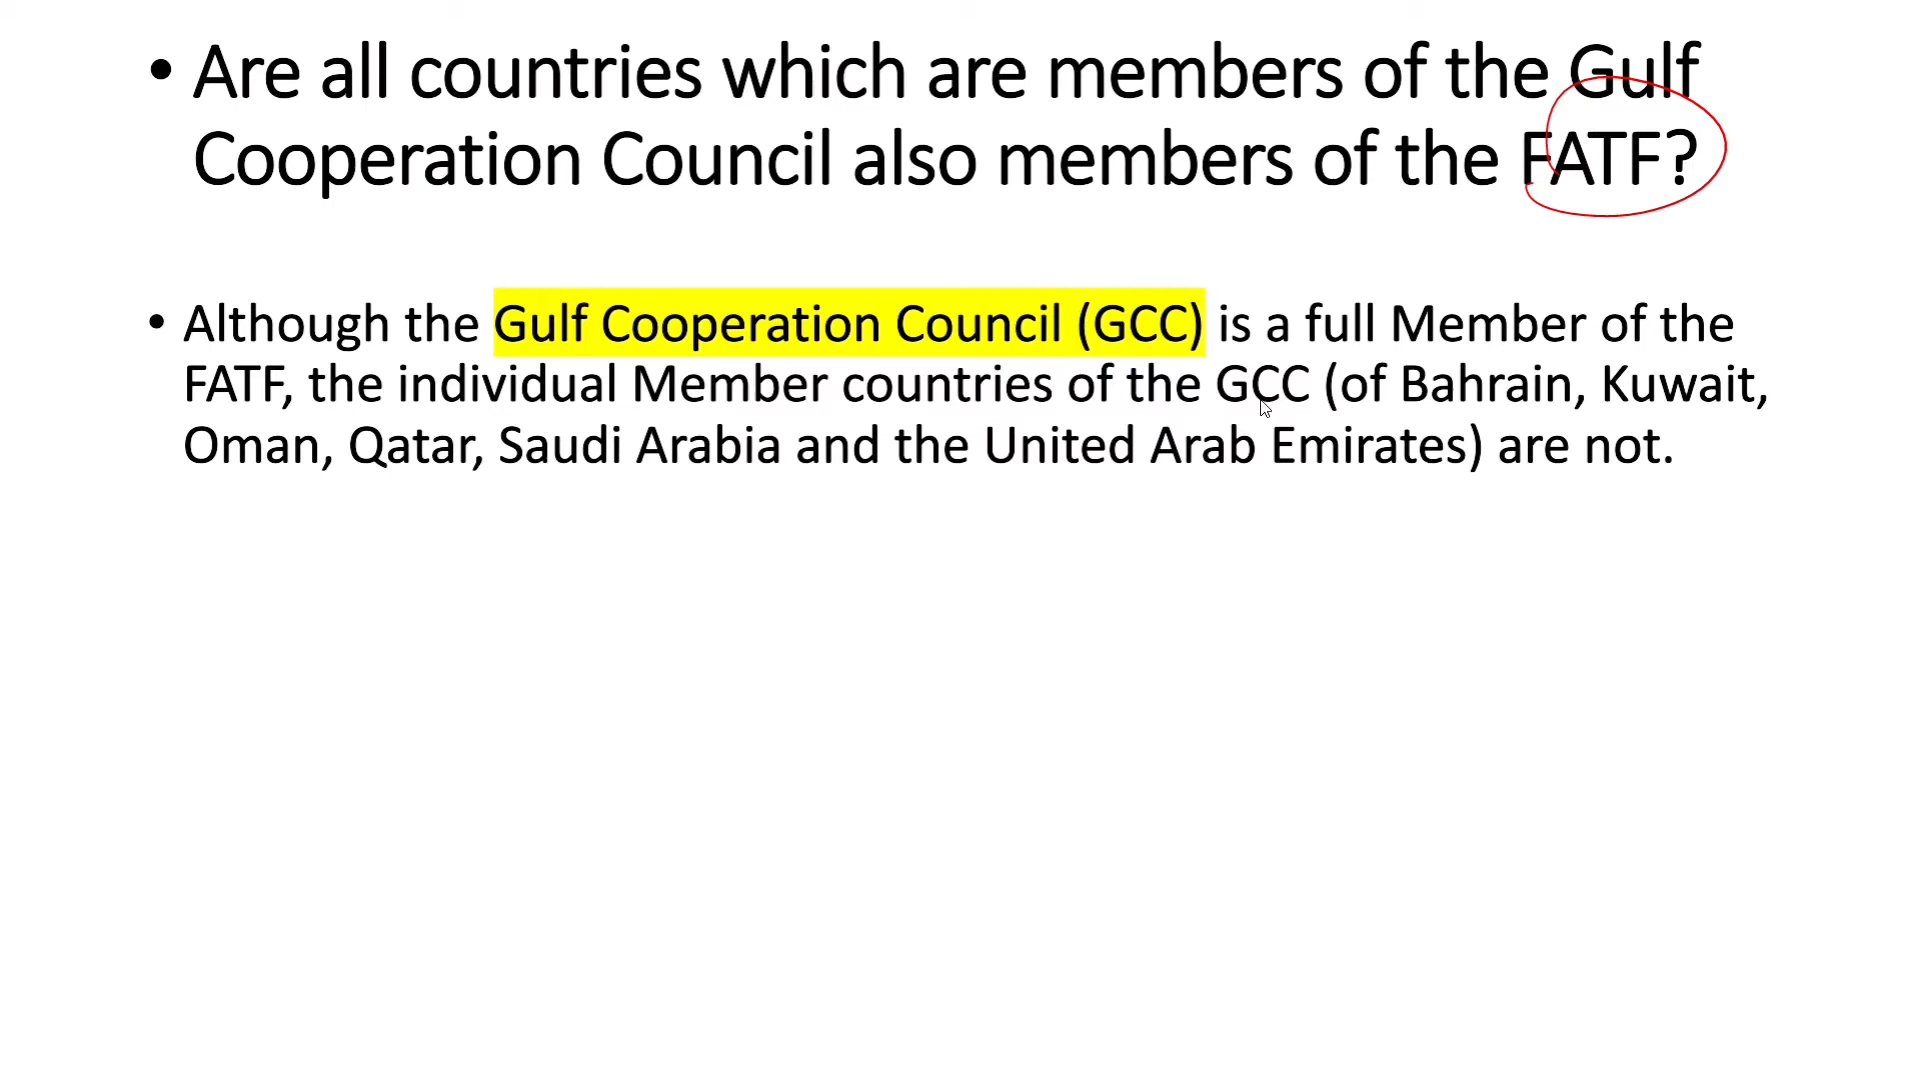 • Are all countries which are members of the Gulf
Cooperation Council also members of the FATF?
• Although the Gulf Cooperation Council (GCC) is a full Member of the
FATF, the individual Member countries of the GCC (of Bahrain, Kuwait,
Oman, Qatar, Saudi Arabia and the United Arab Emirates) are not.